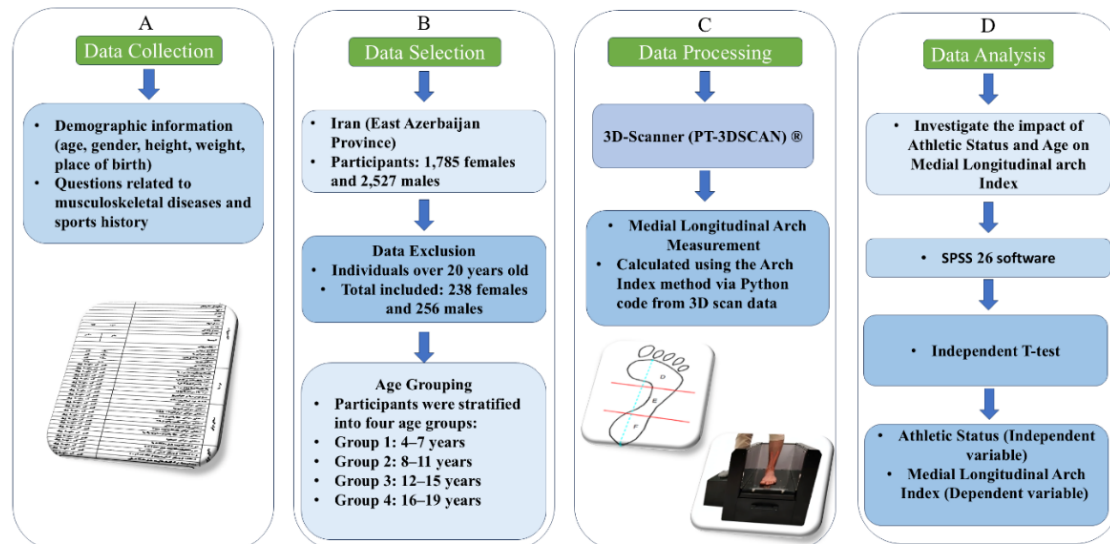 A
Data Collection
• Demographic information
(age, gender, height, weight,
place of birth)
• Questions related to
musculoskeletal diseases and
sports history
B
Data Selection
• Iran (East Azerbaijan
Province)
• Participants: 1,785 females
and 2,527 males
Data Exclusion
• Individuals over 20 years old
• Total included: 238 females
and 256 males
Age Grouping
• Participants were stratified
into four age groups:
• Group 1: 4–7 years
• Group 2: 8–11 years
• Group 3: 12–15 years
• Group 4: 16–19 years
C
Data Processing
3D-Scanner (PT-3DSCAN) ®
• Medial Longitudinal Arch
Measurement
• Calculated using the Arch
Index method via Python
code from 3D scan data
D
E
F
D
Data Analysis
• Investigate the impact of
Athletic Status and Age on
Medial Longitudinal arch
Index
• SPSS 26 software
• Independent T-test
• Athletic Status (Independent
variable)
• Medial Longitudinal Arch
Index (Dependent variable)